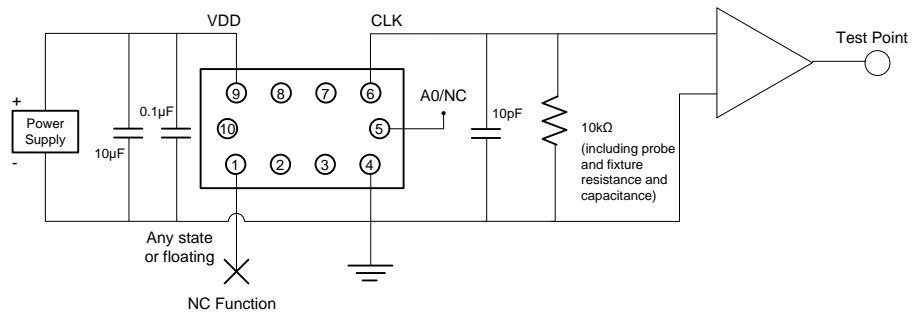 VDD
CLK
Test Point
+
Power
Supply
-
10µF
0.1µF
9
8
7
6
10
5
1
2
3
4
A0/NC
10pF
10kΩ
(including probe
and fixture
resistance and
capacitance)
Any state
or floating
NC Function